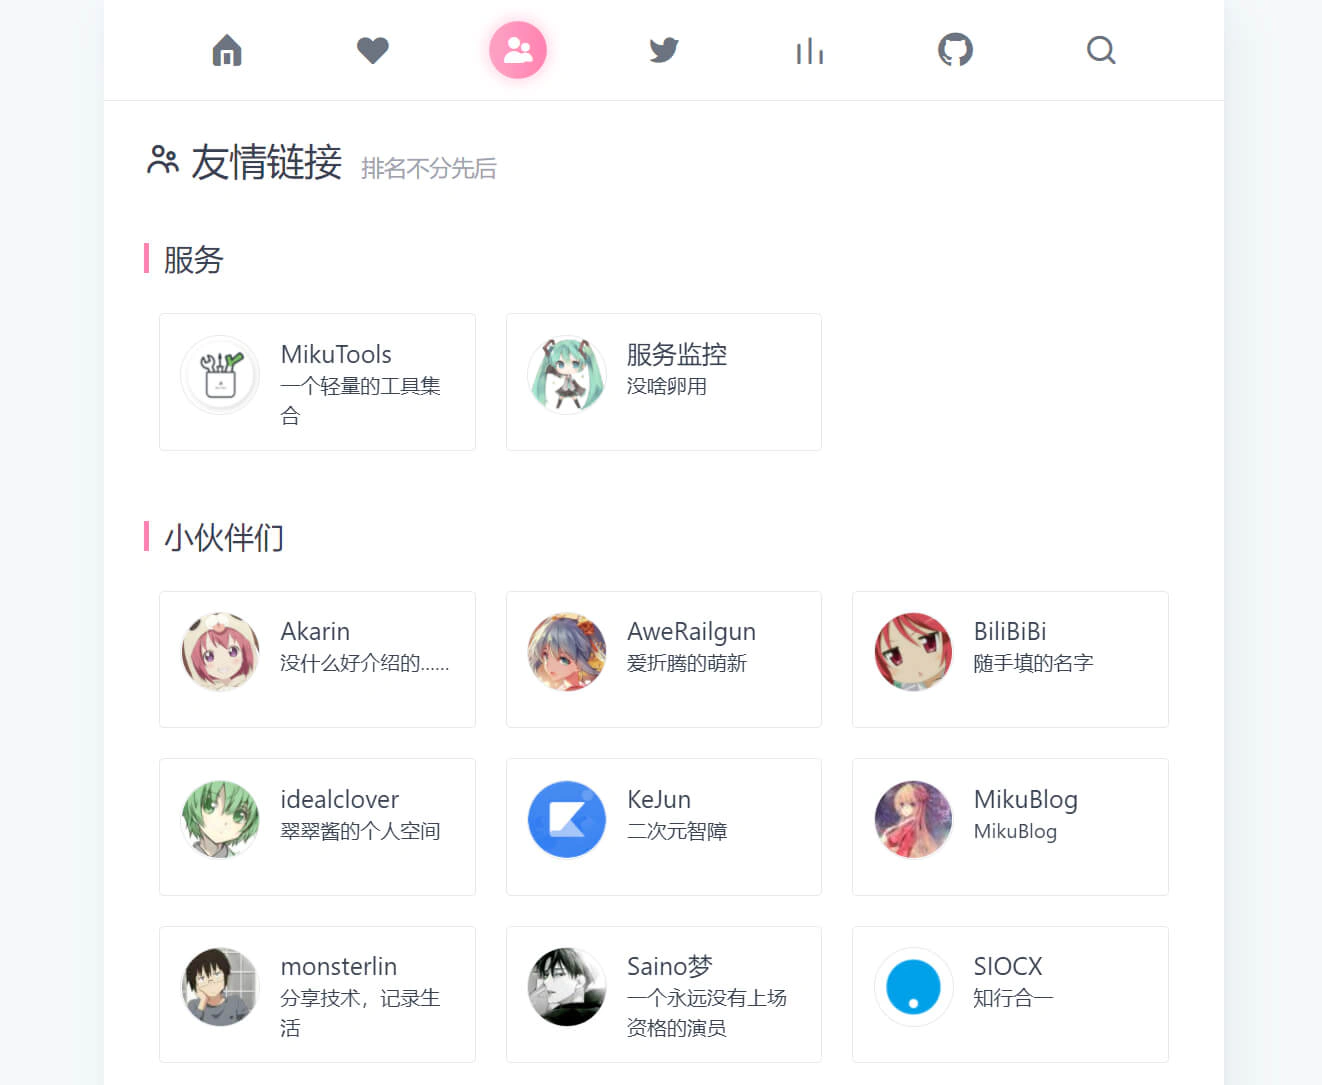 友情链接 排名不分先后
服务
MikuTools
一个轻量的工具集
合
服务监控
没啥卵用
小伙伴们
Akarin
没什么好介绍的......
AweRailgun
爱折腾的萌新
BiliBiBi
随手填的名字
idealclover
翠翠酱的个人空间
KeJun
二次元智障
MikuBlog
MikuBlog
monsterlin
分享技术，记录生
活
Saino梦
一个永远没有上场
资格的演员
SIOCX
知行合一